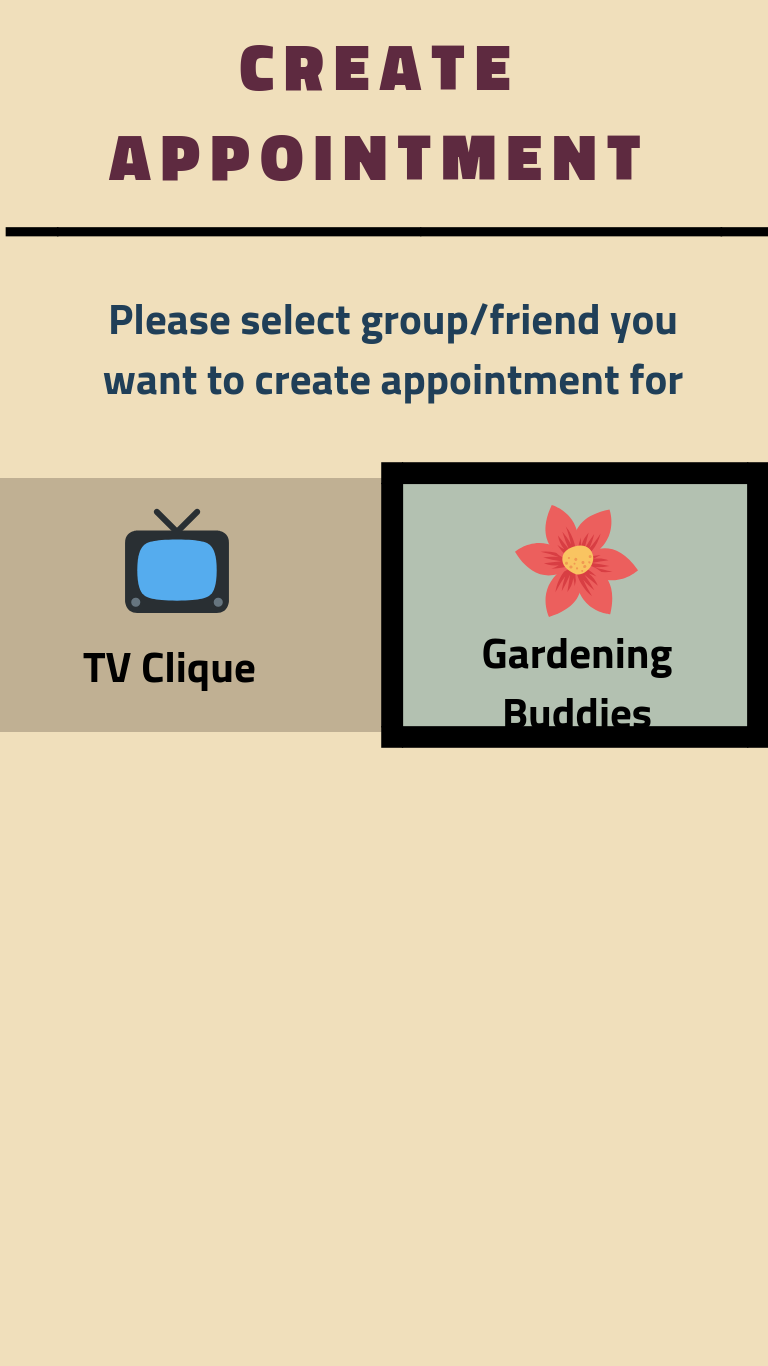 CREATE
APPOINTMENT
Please select group/friend you
want to create appointment for
TV Clique
Gardening
Buddies